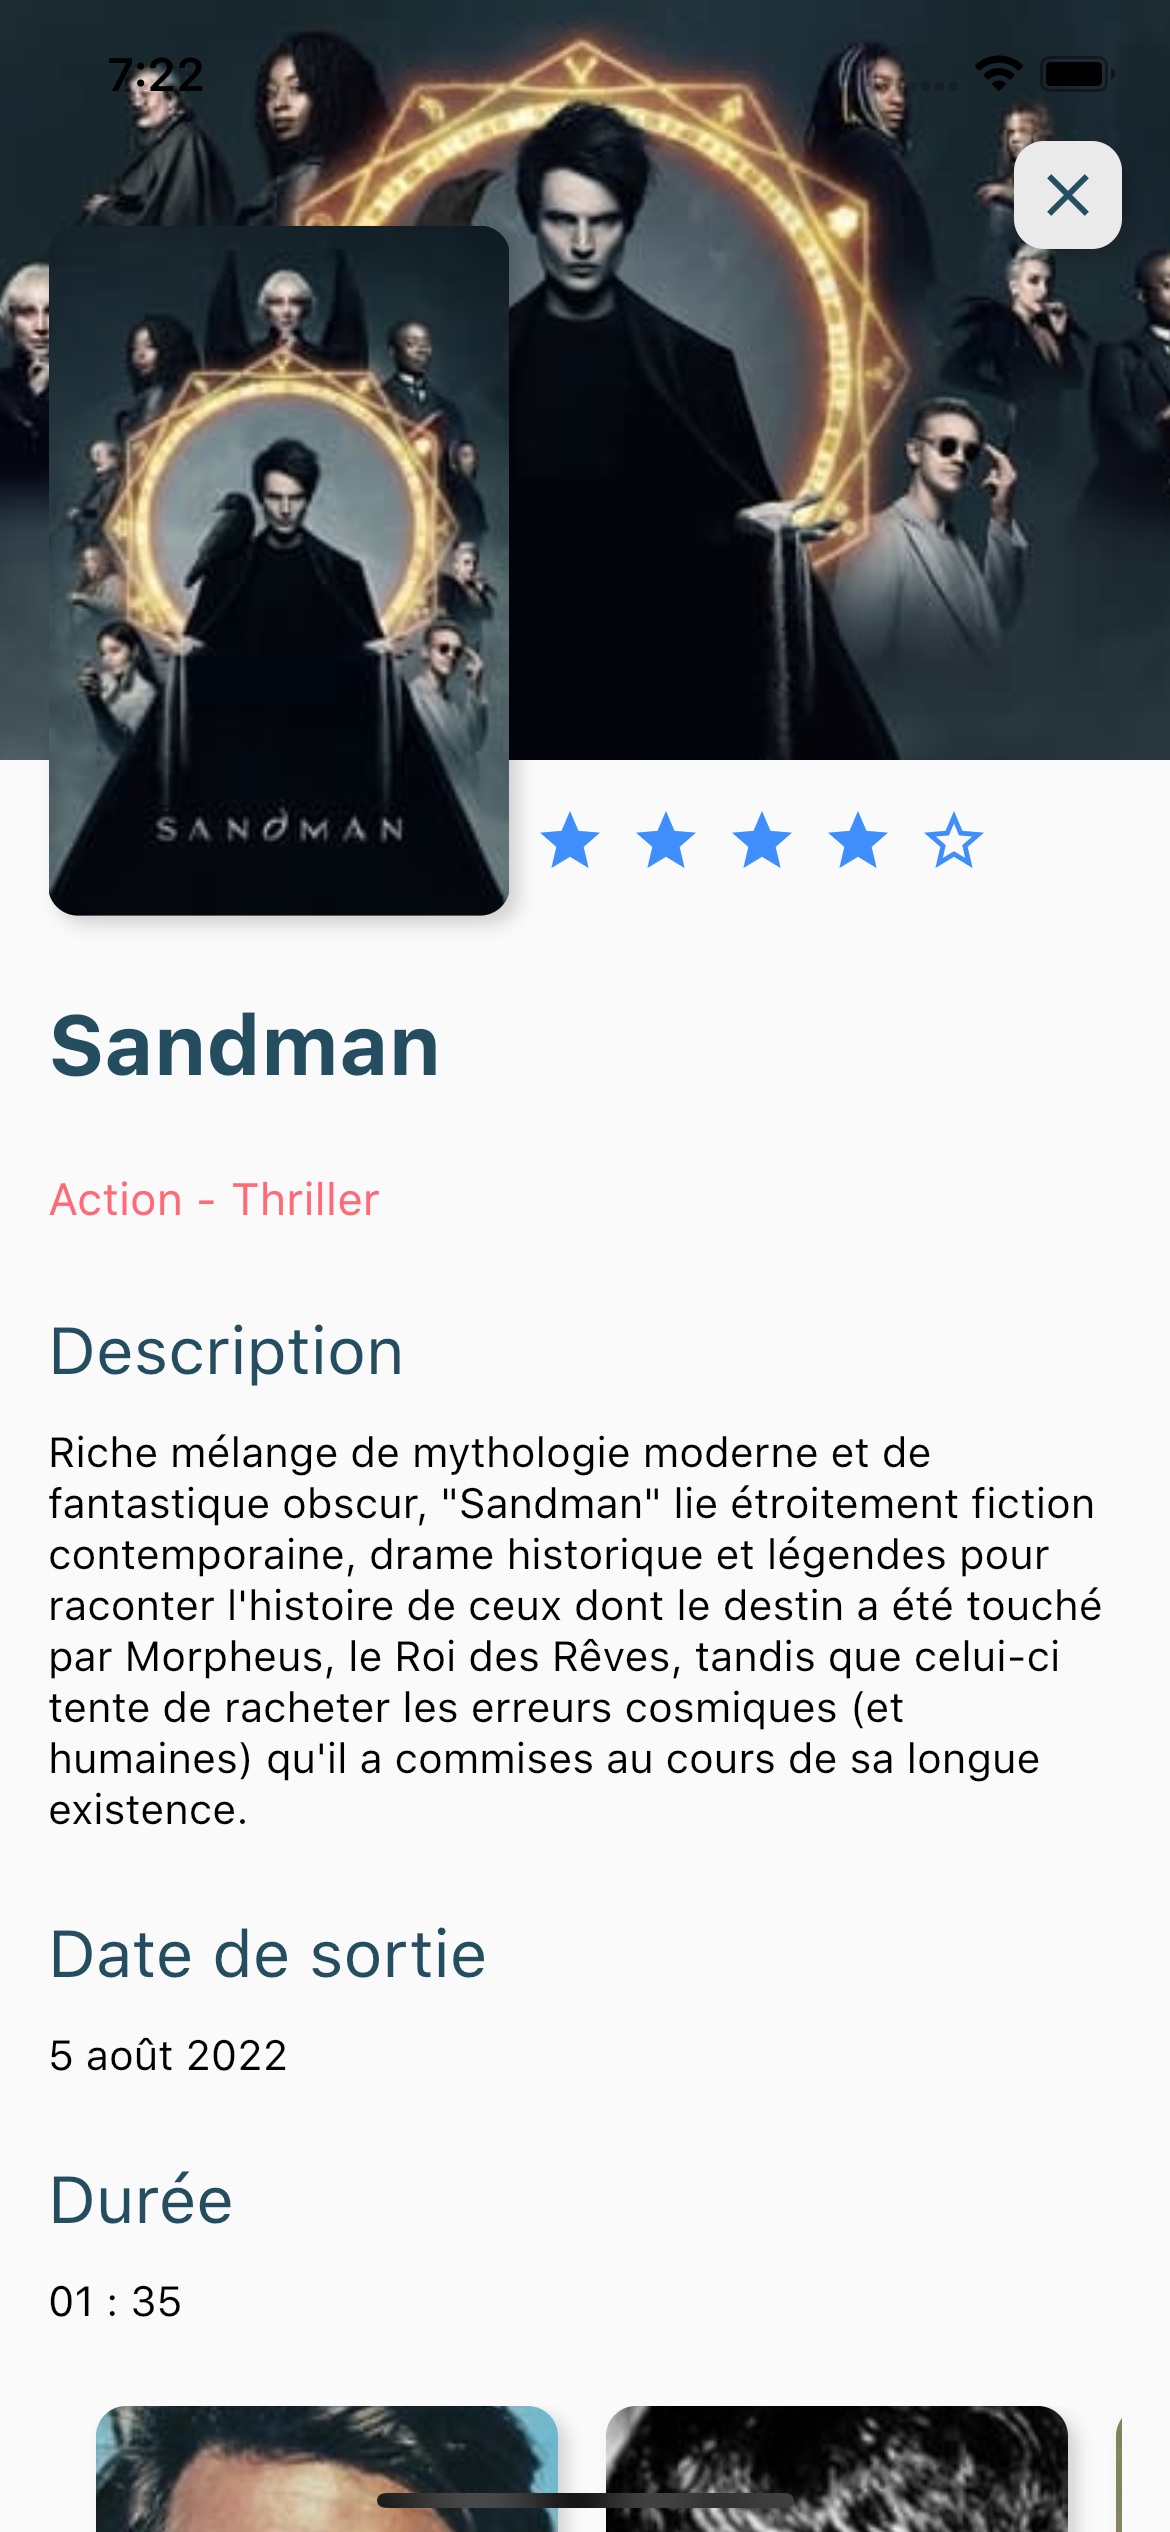 7:22
SANDMAN
Sandman
Action - Thriller
Description
Riche mélange de mythologie moderne et de
fantastique obscur, "Sandman" lie étroitement fiction
contemporaine, drame historique et légendes pour
raconter l'histoire de ceux dont le destin a été touché
par Morpheus, le Roi des Rêves, tandis que celui-ci
tente de racheter les erreurs cosmiques (et
humaines) qu'il a commises au cours de sa longue
existence.
Date de sortie
5 août 2022
Durée
01 : 35